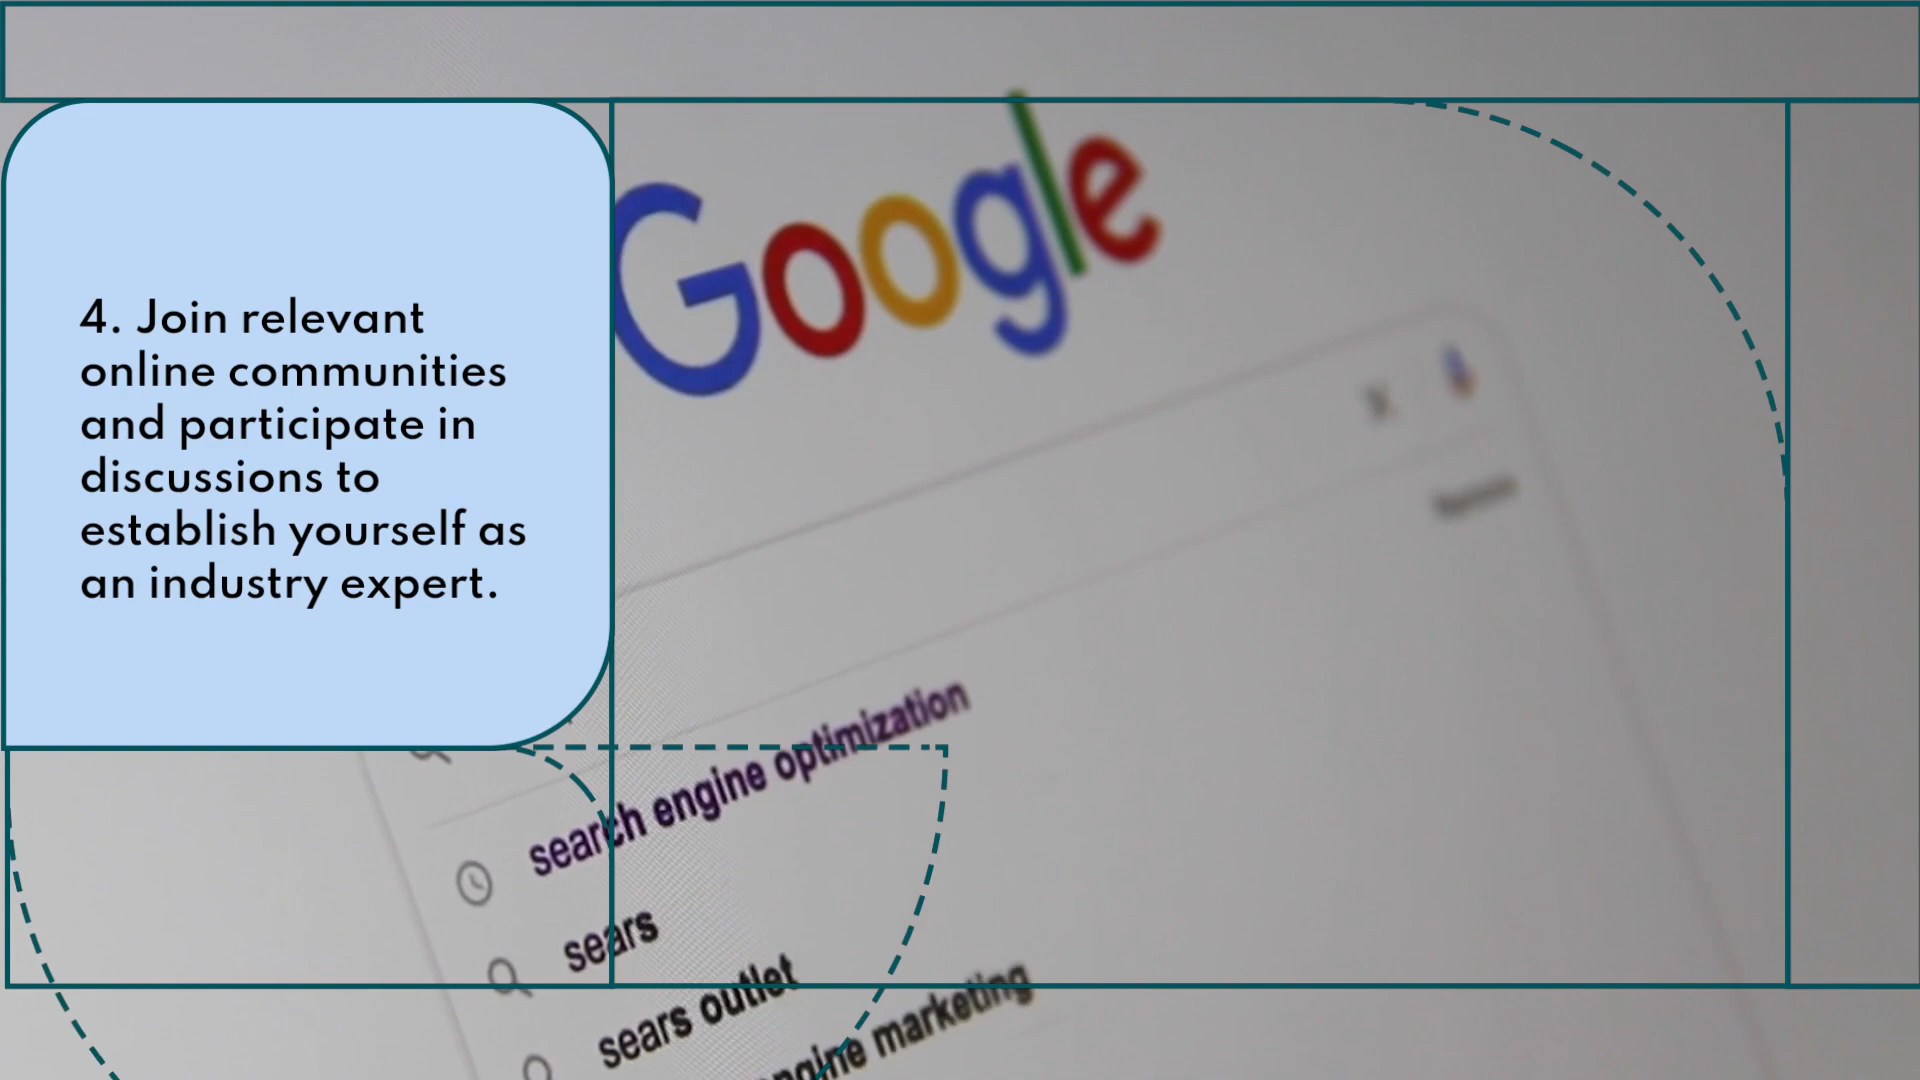 Google
4. Join relevant
online communities
and participate in
discussions to
establish yourself as
an industry expert.
search engine optimization
sears
sears outlet
engine marketing